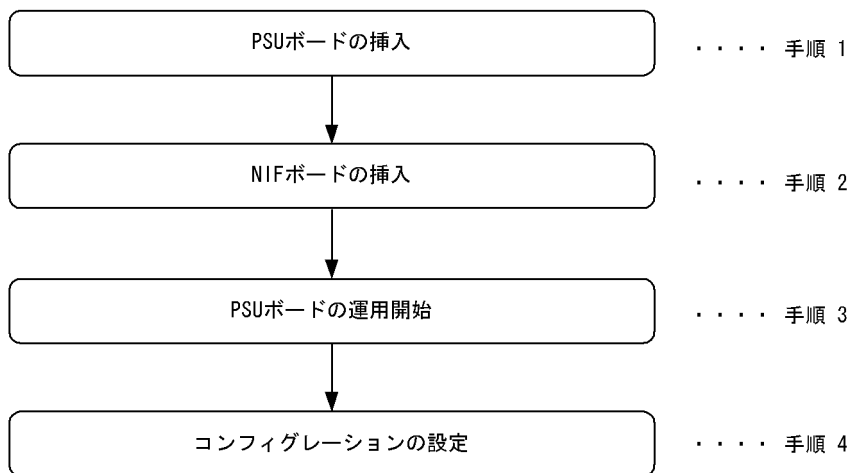 PSUボードの挿入 ・・・・ 手順 1
NIFボードの挿入 ・・・・ 手順 2
PSUボードの運用開始 ・・・・ 手順 3
コンフィグレーションの設定 ・・・・ 手順 4